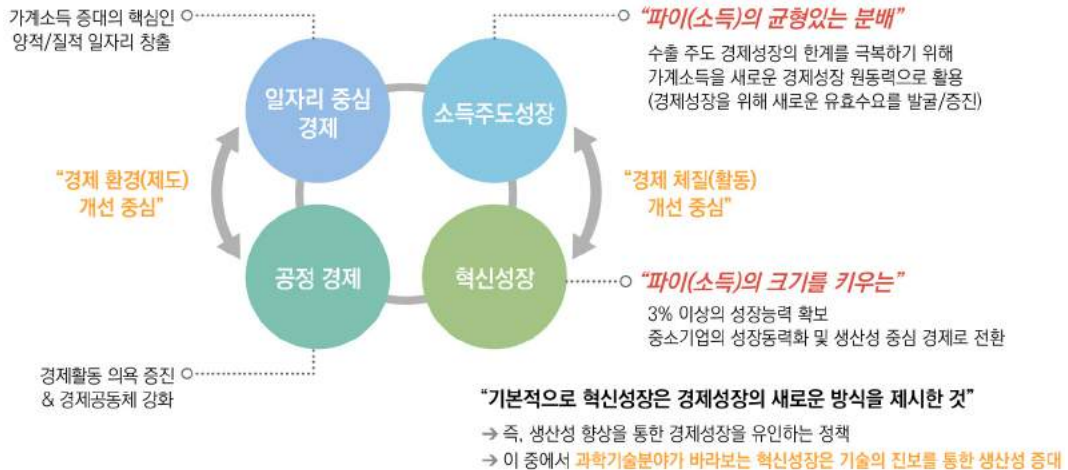 가계소득 증대의 핵심인
양적/질적 일자리 창출
"파이(소득)의 균형있는 분배"
수출 주도 경제성장의 한계를 극복하기 위해
가계소득을 새로운 경제성장 원동력으로 활용
(경제성장을 위해 새로운 유효수요를 발굴/증진)
일자리 중심
경제
소득주도성장
"경제 환경(제도)
개선 중심"
"경제 체질(활동)
개선 중심"
공정 경제
혁신성장
"파이(소득)의 크기를 키우는"
3% 이상의 성장능력 확보
중소기업의 성장동력화 및 생산성 중심 경제로 전환
경제활동 의욕 증진
& 경제공동체 강화
"기본적으로 혁신성장은 경제성장의 새로운 방식을 제시한 것"
→ 즉, 생산성 향상을 통한 경제성장을 유인하는 정책
→ 이 중에서 과학기술분야가 바라보는 혁신성장은 기술의 진보를 통한 생산성 증대